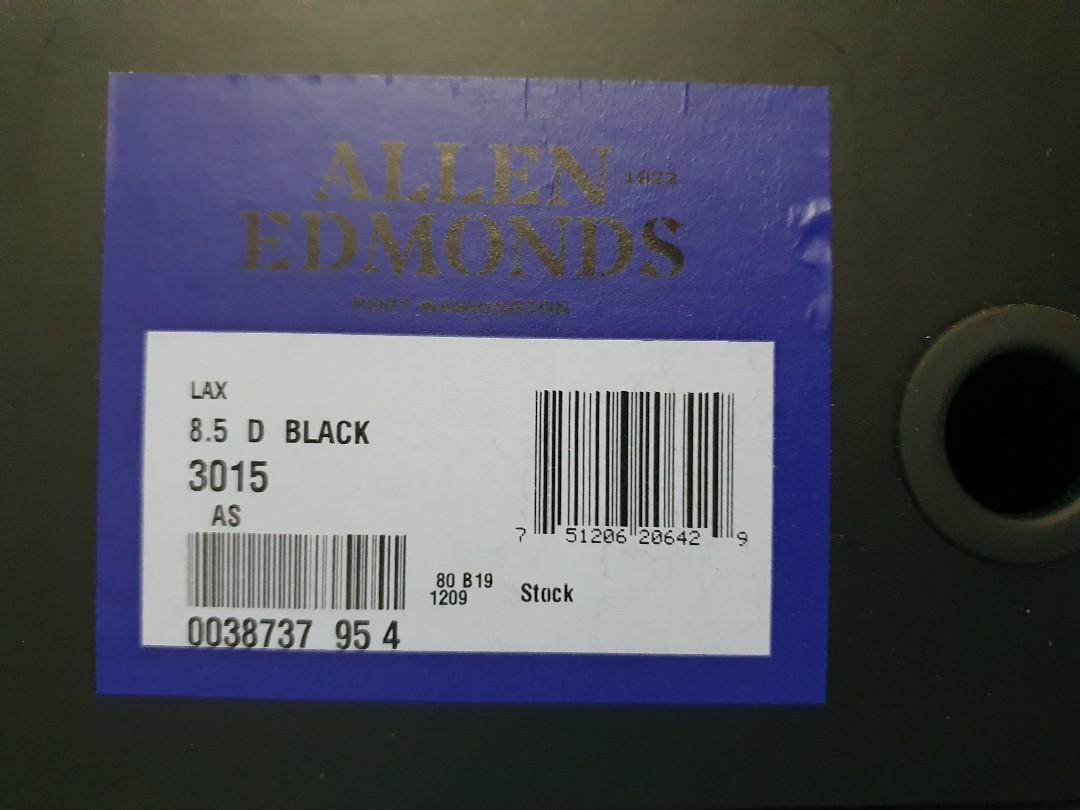 ALLEN 1922
EDMONDS
PORT WASHINGTON
LAX
8.5 D BLACK
3015
AS
0038737 95 4
80 B19
1209
Stock
7 51206 20642 9